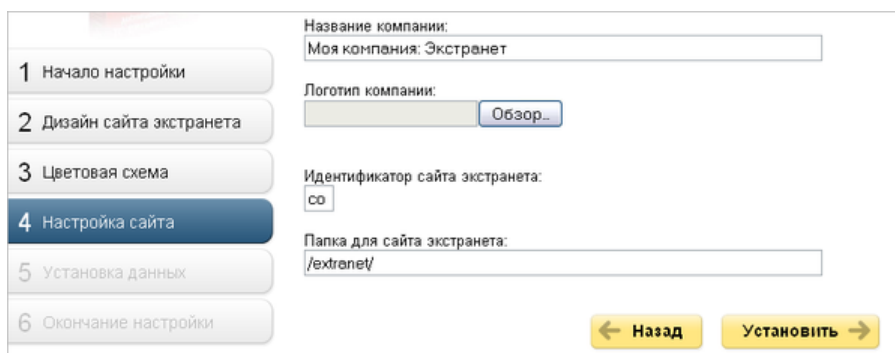 Название компании:
Моя компания: Экстранет
1 Начало настройки
Логотип компании:
Обзор...
2 Дизайн сайта экстранета
3 Цветовая схема
Идентификатор сайта экстранета:
co
4 Настройка сайта
Папка для сайта экстранета:
/extranet/
5 Установка данных
6 Окончание настройки
Назад
Установить